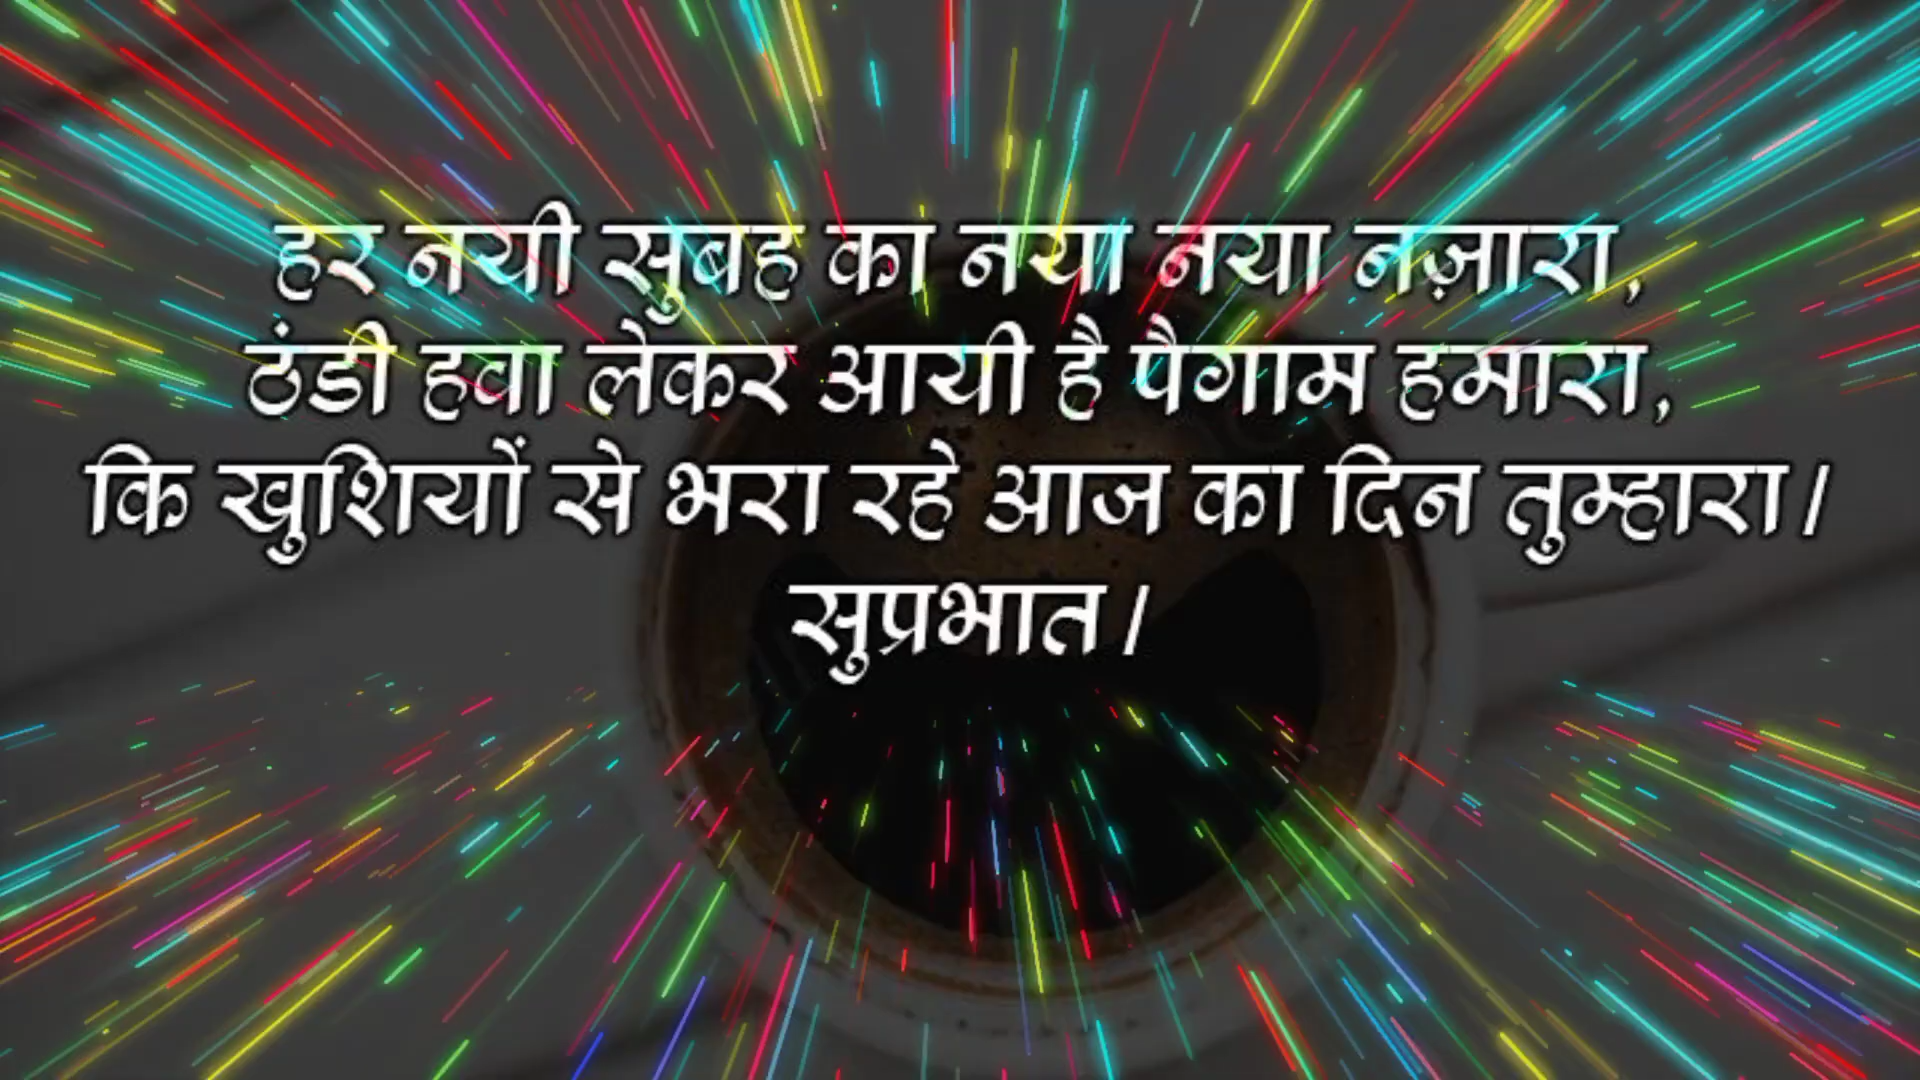 हर नयी सुबह का नया नया नज़ारा,
ठंडी हवा लेकर आयी है पैगाम हमारा,
कि खुशियों से भरा रहे आज का दिन तुम्हारा।
सुप्रभात।